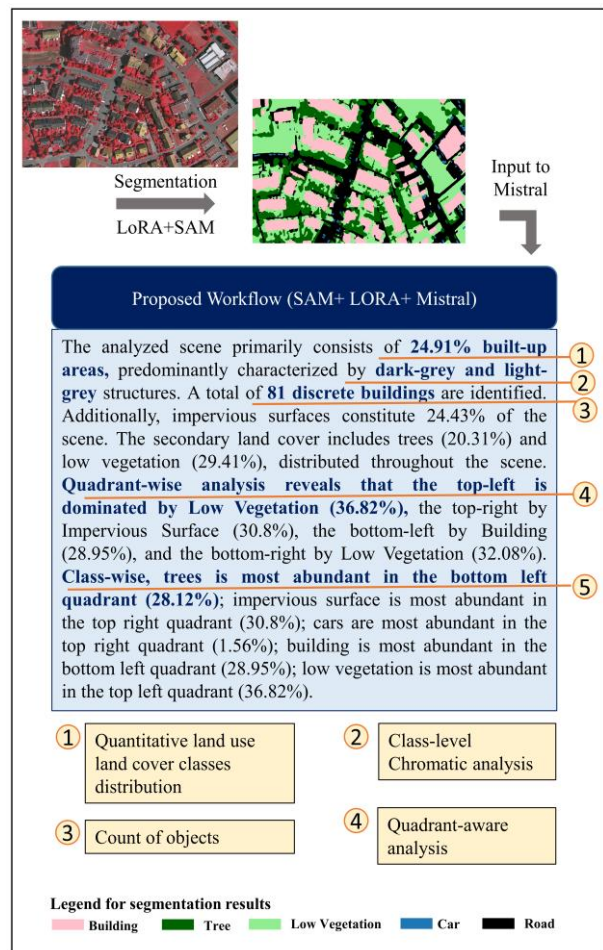 Segmentation
LoRA+SAM
Input to
Mistral
Proposed Workflow (SAM+ LORA+ Mistral)
The analyzed scene primarily consists of 24.91% built-up
areas, predominantly characterized by dark-grey and light-
grey structures. A total of 81 discrete buildings are identified.
Additionally, impervious surfaces constitute 24.43% of the
scene. The secondary land cover includes trees (20.31%) and
low vegetation (29.41%), distributed throughout the scene.
Quadrant-wise analysis reveals that the top-left is
dominated by Low Vegetation (36.82%), the top-right by
Impervious Surface (30.8%), the bottom-left by Building
(28.95%), and the bottom-right by Low Vegetation (32.08%).
Class-wise, trees is most abundant in the bottom left
quadrant (28.12%); impervious surface is most abundant in
the top right quadrant (30.8%); cars are most abundant in the
top right quadrant (1.56%); building is most abundant in the
bottom left quadrant (28.95%); low vegetation is most abundant
in the top left quadrant (36.82%).
1
2
3
4
5
1 Quantitative land use
land cover classes
distribution
2 Class-level
Chromatic analysis
3 Count of objects
4 Quadrant-aware
analysis
Legend for segmentation results
Building Tree Low Vegetation Car Road